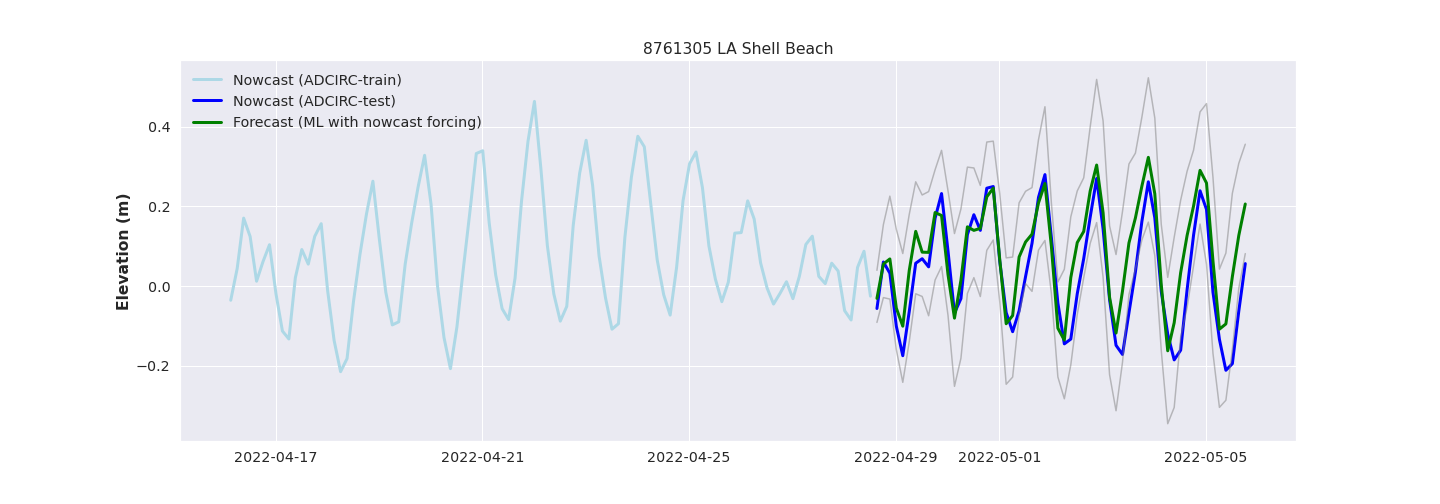 8761305 LA Shell Beach
Nowcast (ADCIRC-train)
Nowcast (ADCIRC-test)
Forecast (ML with nowcast forcing)
Elevation (m)
0.4
0.2
0.0
−0.2
2022-04-17 2022-04-21 2022-04-25 2022-04-29 2022-05-01 2022-05-05